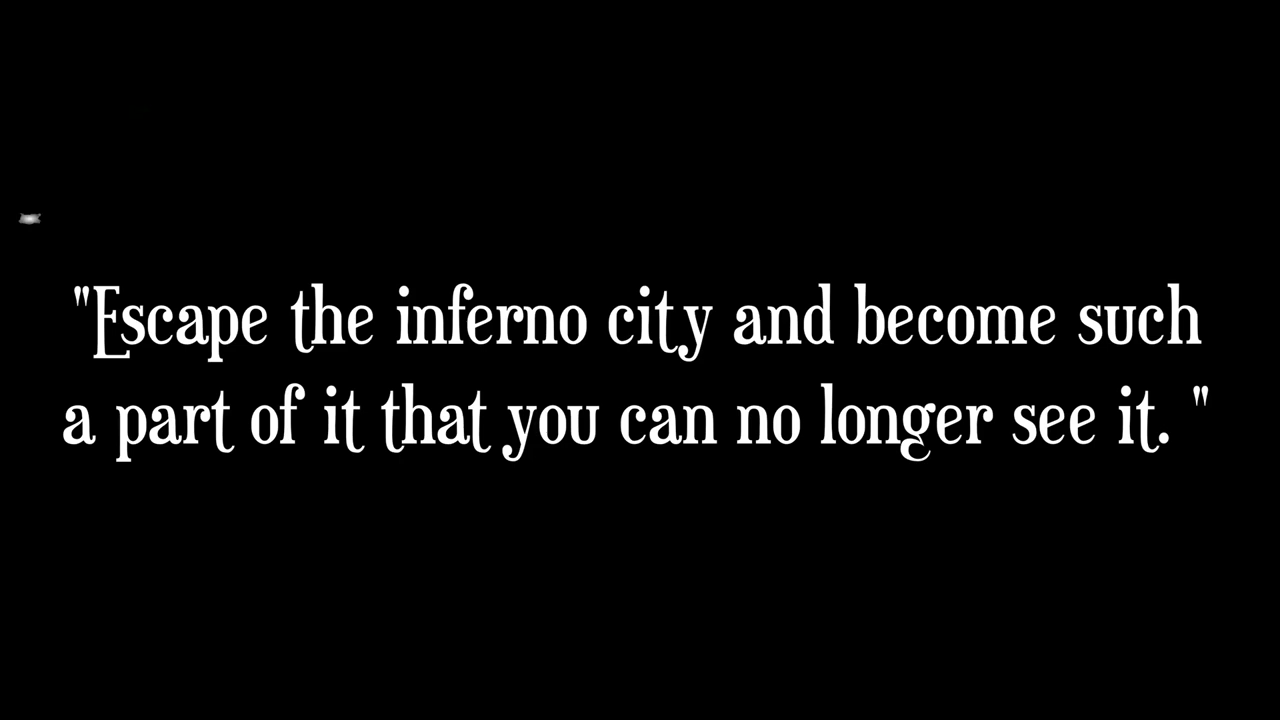 "Escape the inferno city and become such
a part of it that you can no longer see it. "